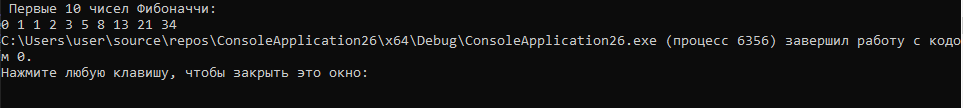 Первые 10 чисел Фибоначчи:
0 1 1 2 3 5 8 13 21 34
C:\Users\user\source\repos\ConsoleApplication26\x64\Debug\ConsoleApplication26.exe (процесс 6356) завершил работу с кодо
м 0.
Нажмите любую клавишу, чтобы закрыть это окно: